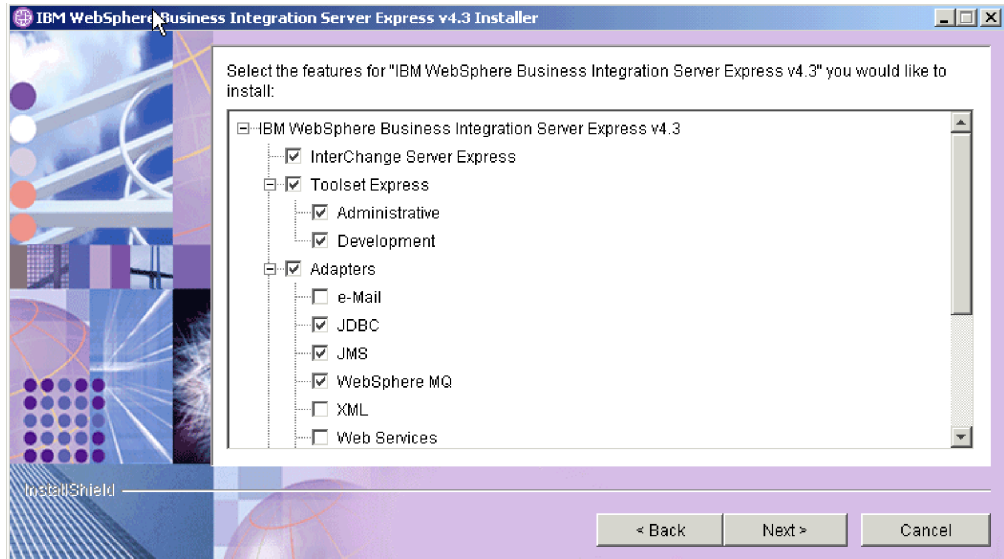 IBM WebSphere Business Integration Server Express v4.3 Installer
Select the features for "IBM WebSphere Business Integration Server Express v4.3" you would like to
install:
IBM WebSphere Business Integration Server Express v4.3
InterChange Server Express
Toolset Express
Administrative
Development
Adapters
e-Mail
JDBC
JMS
WebSphere MQ
XML
Web Services
InstallShield
< Back
Next >
Cancel